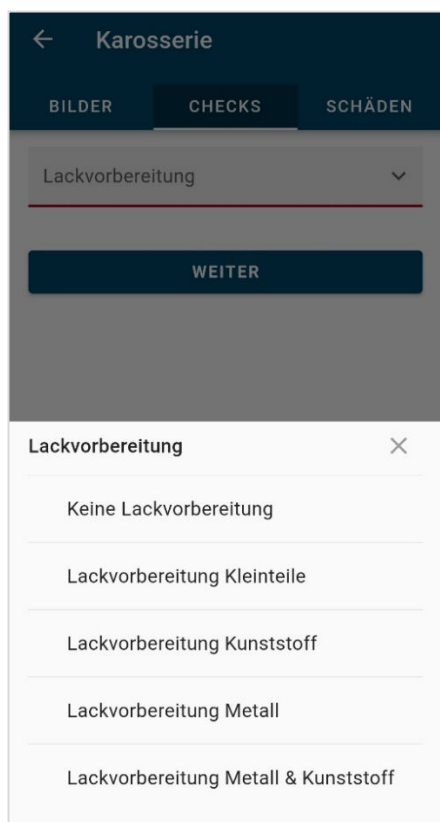 Karosserie
BILDER CHECKS SCHÄDEN
Lackvorbereitung
WEITER
Lackvorbereitung
Keine Lackvorbereitung
Lackvorbereitung Kleinteile
Lackvorbereitung Kunststoff
Lackvorbereitung Metall
Lackvorbereitung Metall & Kunststoff